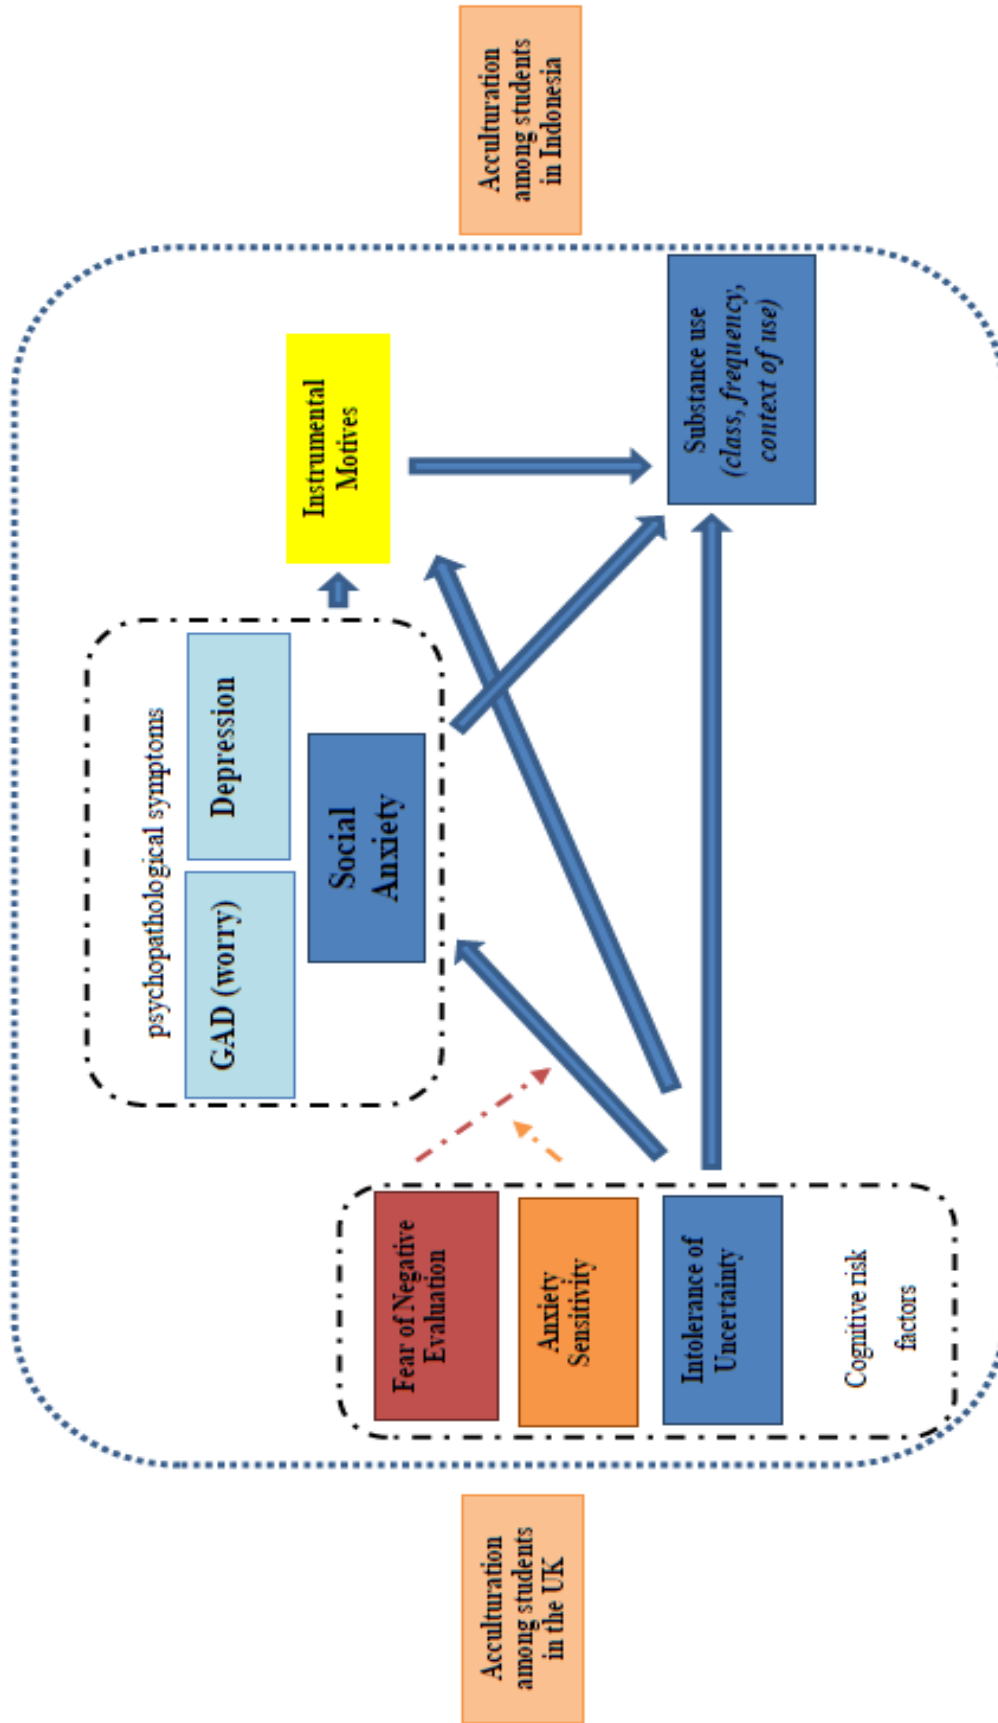 Acculturation
among students
in the UK
psychopathological symptoms
GAD (worry)
Depression
Social
Anxiety
Instrumental
Motives
Fear of Negative
Evaluation
Anxiety
Sensitivity
Intolerance of
Uncertainty
Cognitive risk
factors
Substance use
(class, frequency,
context of use)
Acculturation
among students
in Indonesia